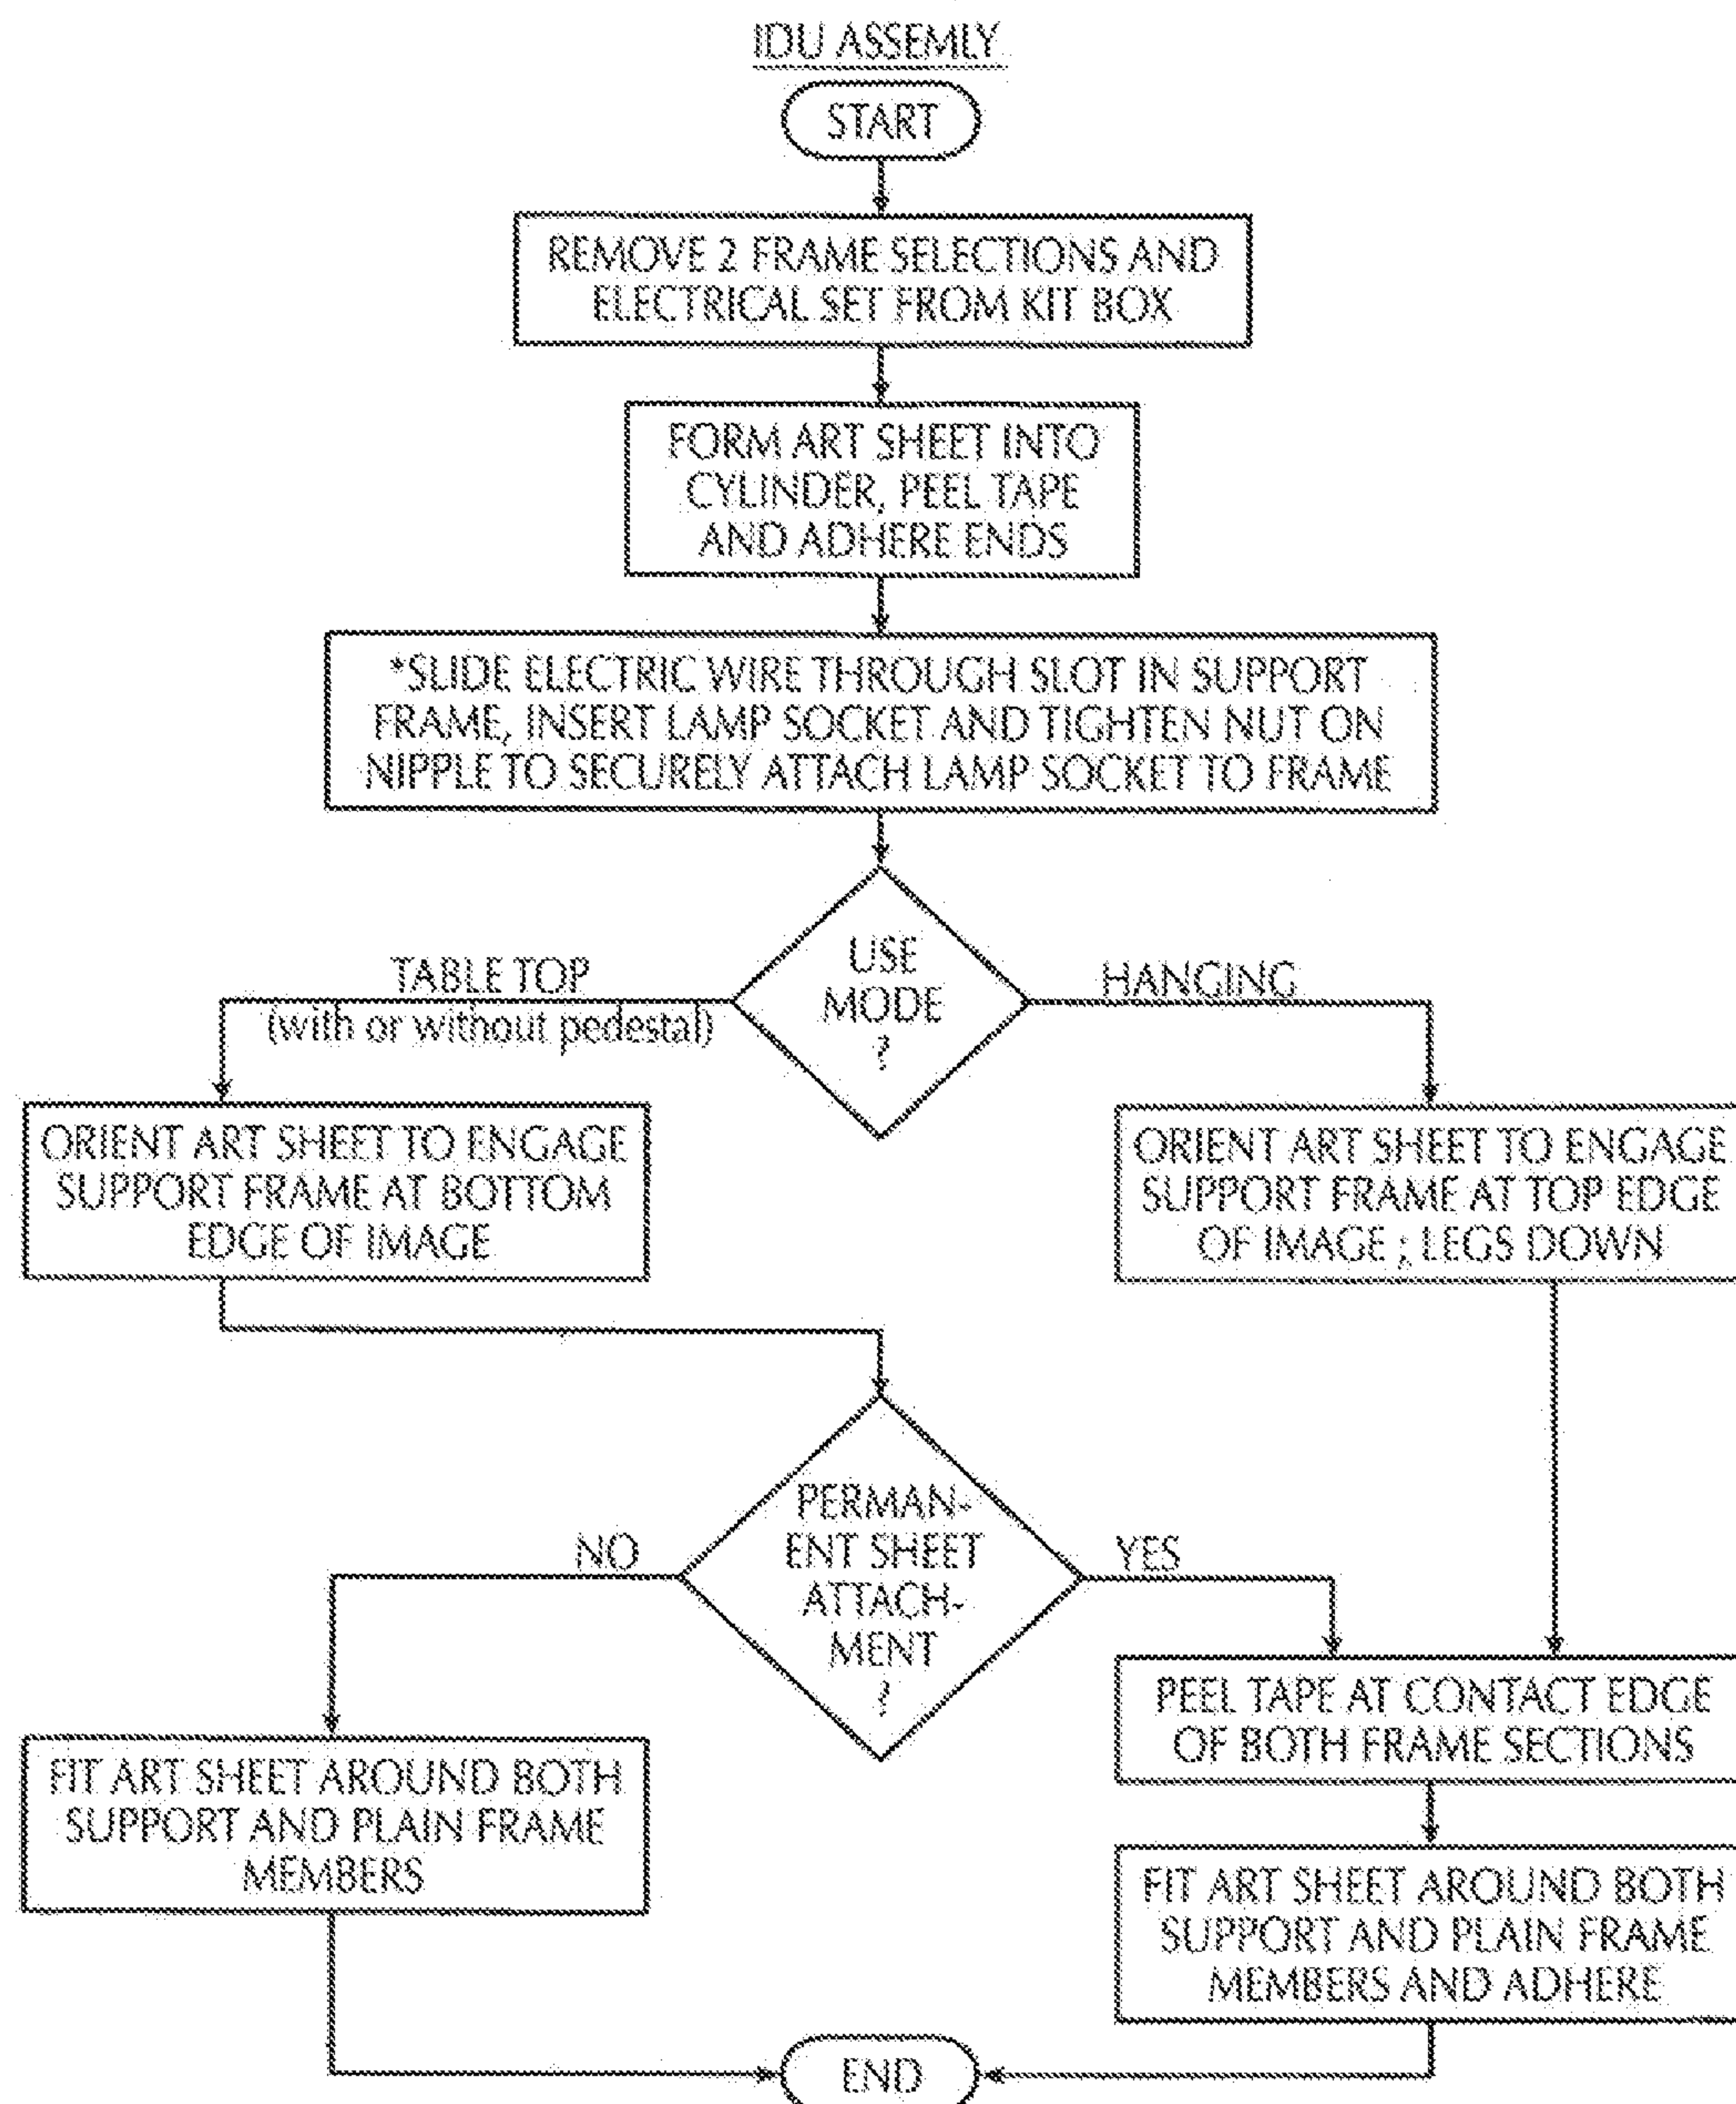 IDU ASSEMLY
START
REMOVE 2 FRAME SELECTIONS AND
ELECTRICAL SET FROM KIT BOX
FORM ART SHEET INTO
CYLINDER, PEEL TAPE
AND ADHERE ENDS
*SLIDE ELECTRIC WIRE THROUGH SLOT IN SUPPORT
FRAME, INSERT LAMP SOCKET AND TIGHTEN NUT ON
NIPPLE TO SECURELY ATTACH LAMP SOCKET TO FRAME
USE
MODE
?
TABLE TOP
(with or without pedestal)
HANGING
ORIENT ART SHEET TO ENGAGE
SUPPORT FRAME AT BOTTOM
EDGE OF IMAGE
ORIENT ART SHEET TO ENGAGE
SUPPORT FRAME AT TOP EDGE
OF IMAGE ; LEGS DOWN
PERMAN-
ENT SHEET
ATTACH-
MENT
?
NO
YES
FIT ART SHEET AROUND BOTH
SUPPORT AND PLAIN FRAME
MEMBERS
PEEL TAPE AT CONTACT EDGE
OF BOTH FRAME SECTIONS
FIT ART SHEET AROUND BOTH
SUPPORT AND PLAIN FRAME
MEMBERS AND ADHERE
END